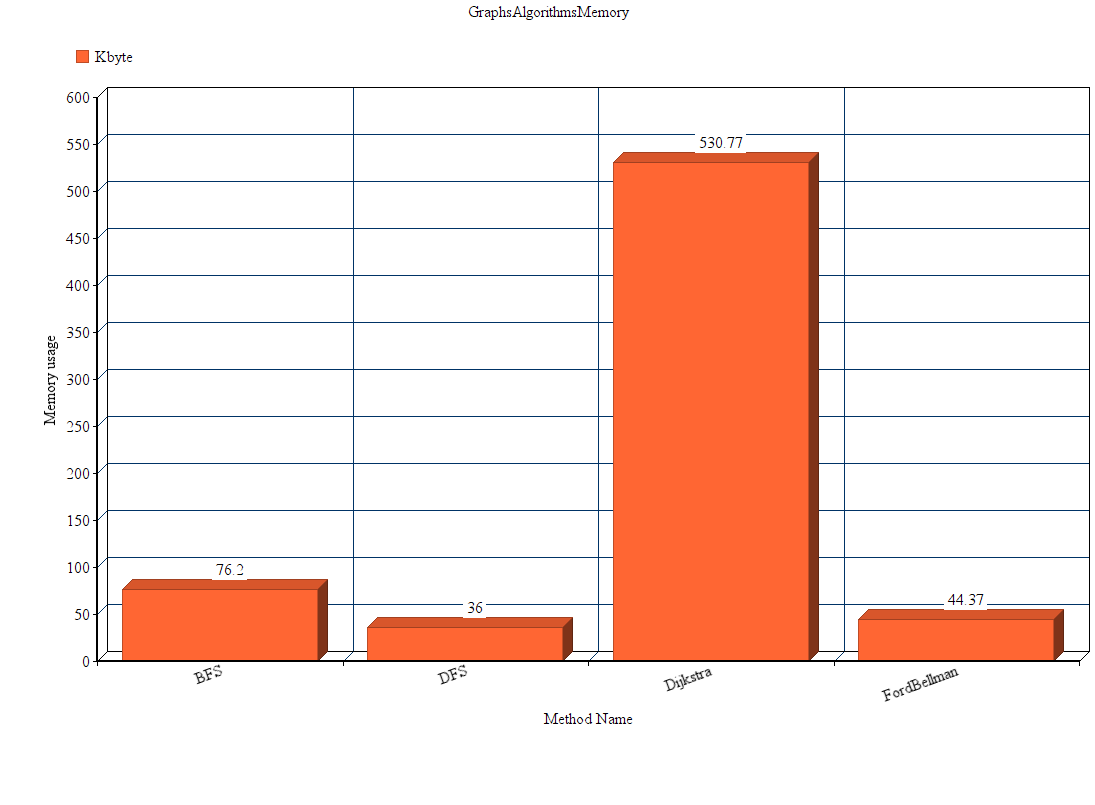 GraphsAlgorithmsMemory
Kbyte
600
550
500
450
400
350
300
250
200
150
100
50
0
Memory usage
530.77
76.2
36
44.37
BFS
DFS
Dijkstra
FordBellman
Method Name